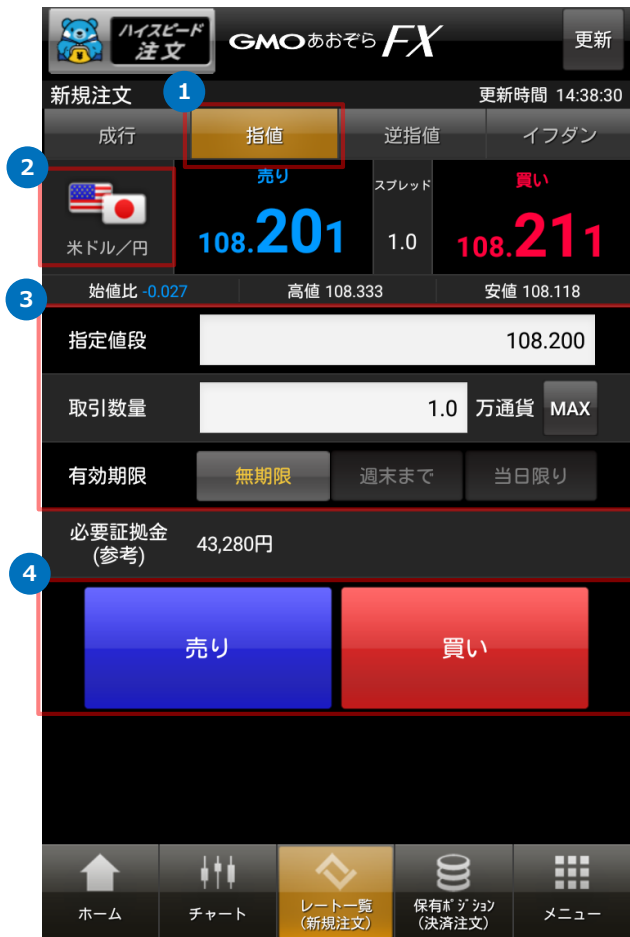 ハイスピード
注文
GMOあおぞらFX
更新
1
新規注文
更新時間 14:38:30
成行
指値
逆指値
イフダン
2
米ドル/円
売り
108.201
スプレッド
1.0
買い
108.211
3
始値比 -0.027
高値 108.333
安値 108.118
指定値段
108.200
取引数量
1.0 万通貨 MAX
有効期限
無期限
週末まで
当日限り
必要証拠金
(参考)
43,280円
4
売り
買い
ホーム
チャート
レート一覧
(新規注文)
保有ポジション
(決済注文)
メニュー